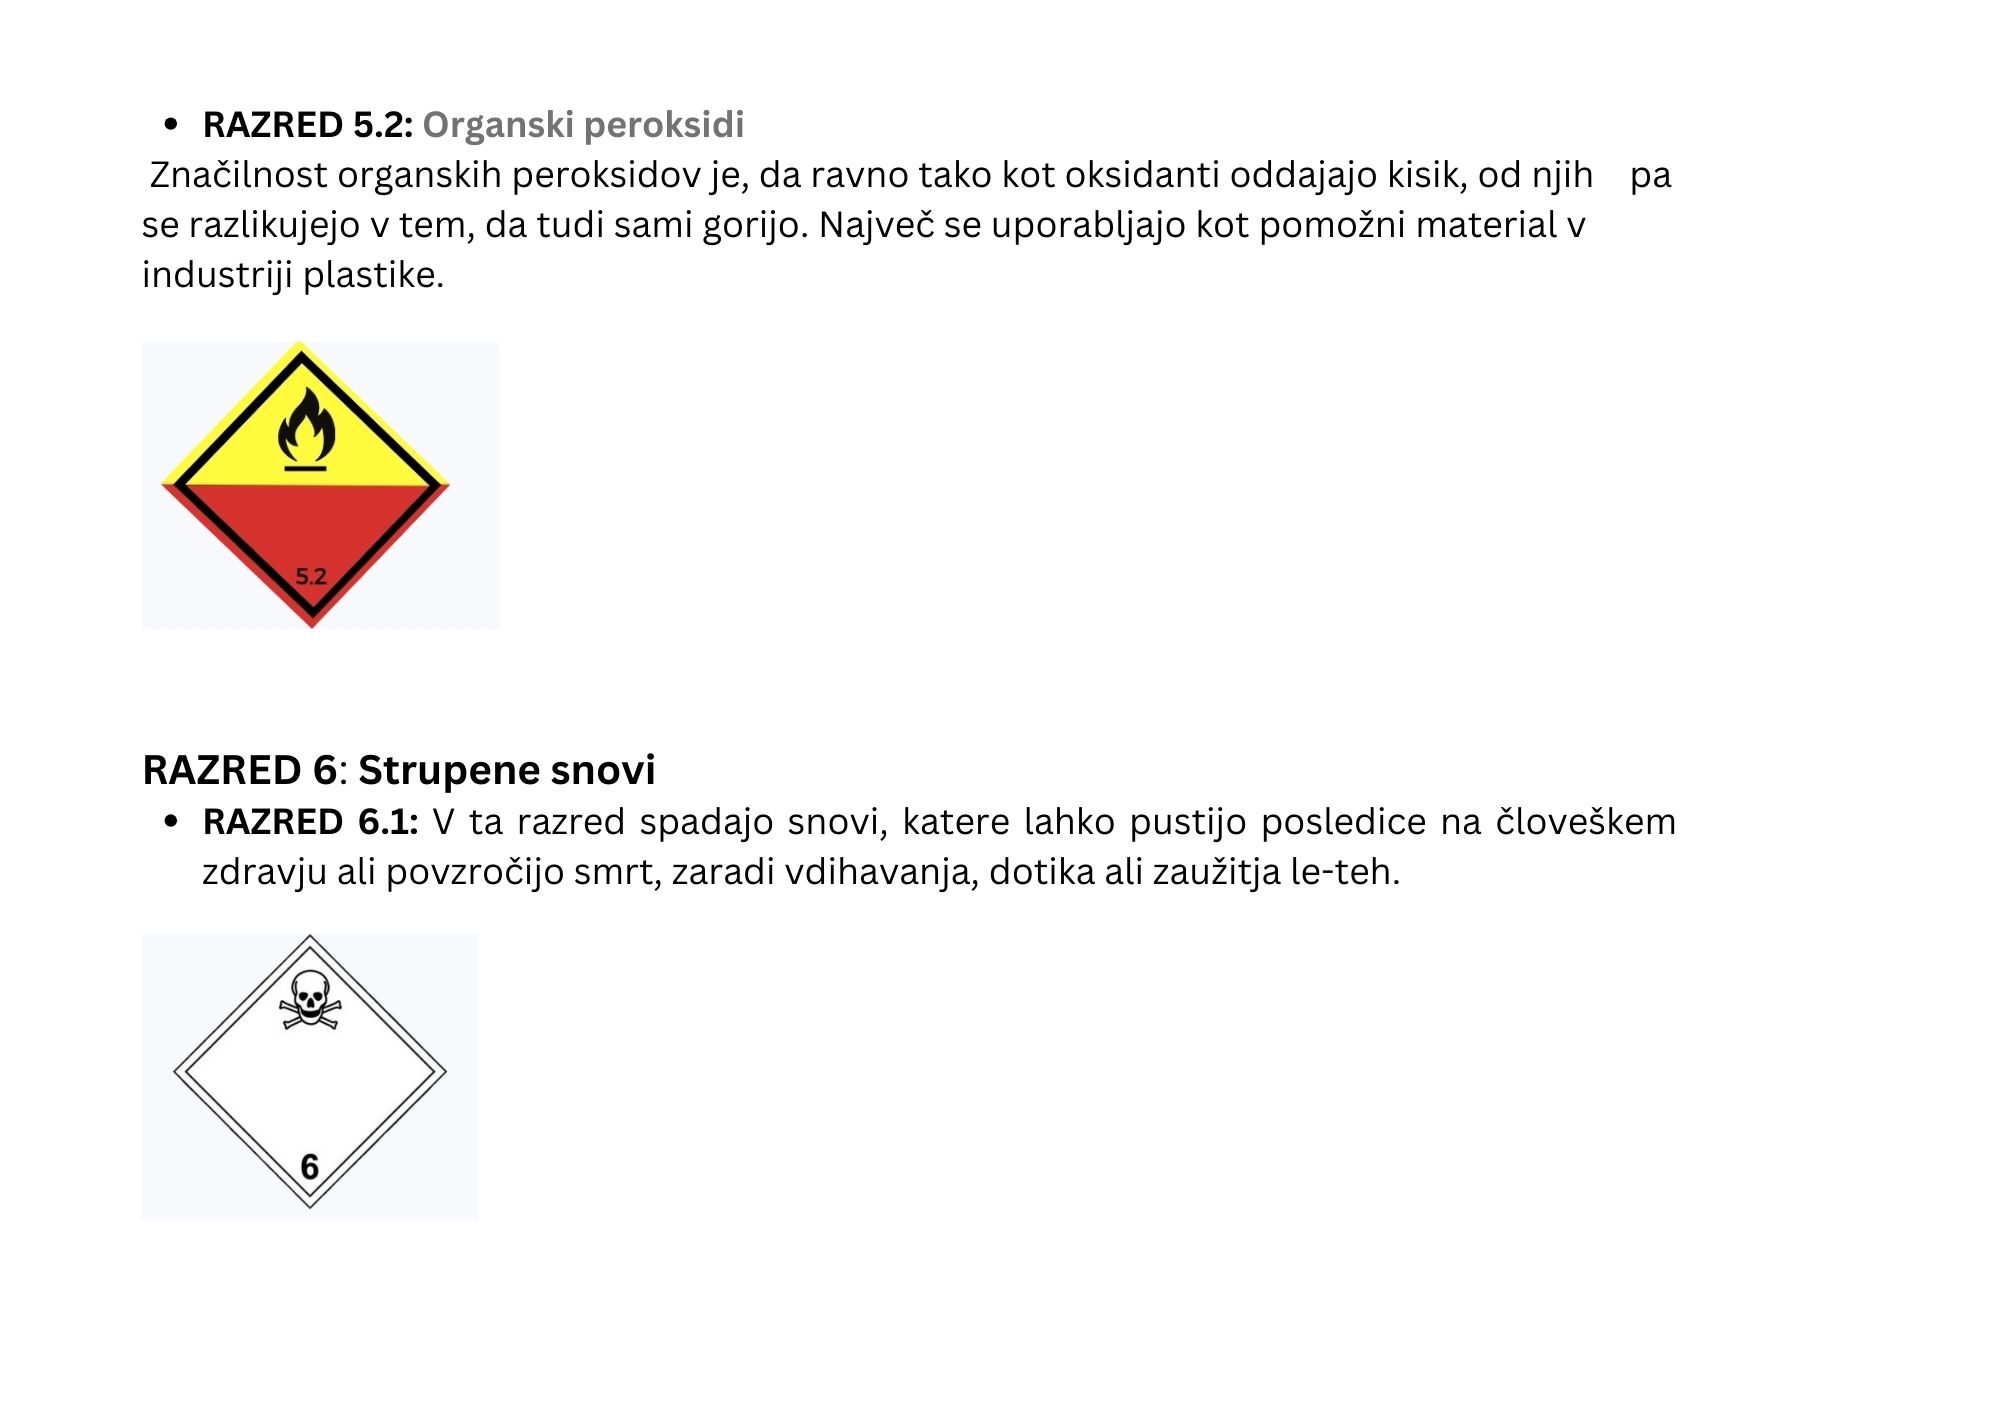 • RAZRED 5.2: Organski peroksidi
Značilnost organskih peroksidov je, da ravno tako kot oksidanti oddajajo kisik, od njih pa
se razlikujejo v tem, da tudi sami gorijo. Največ se uporabljajo kot pomožni material v
industriji plastike.
5.2
RAZRED 6: Strupene snovi
• RAZRED 6.1: V ta razred spadajo snovi, katere lahko pustijo posledice na človeškem
zdravju ali povzročijo smrt, zaradi vdihavanja, dotika ali zaužitja le-teh.
6